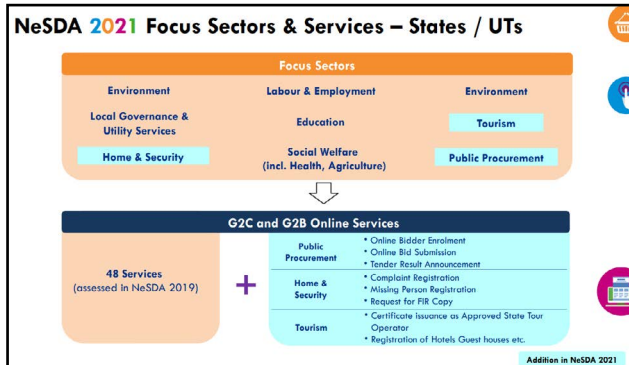 NeSDA 2021 Focus Sectors & Services – States / UTs
Focus Sectors
Environment
Labour & Employment
Environment
Local Governance &
Utility Services
Education
Tourism
Home & Security
Social Welfare
(incl. Health, Agriculture)
Public Procurement
G2C and G2B Online Services
48 Services
(assessed in NeSDA 2019)
+
Public
Procurement
• Online Bidder Enrolment
• Online Bid Submission
• Tender Result Announcement
Home &
Security
• Complaint Registration
• Missing Person Registration
• Request for FIR Copy
Tourism
• Certificate issuance as Approved State Tour
Operator
• Registration of Hotels Guest houses etc.
Addition in NeSDA 2021